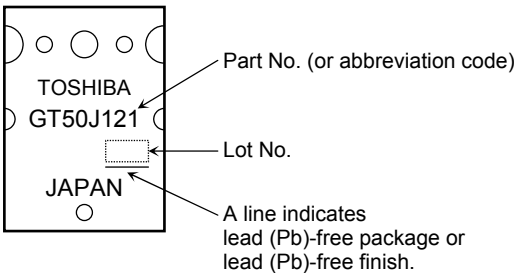 TOSHIBA
GT50J121
JAPAN
Part No. (or abbreviation code)
Lot No.
A line indicates
lead (Pb)-free package or
lead (Pb)-free finish.